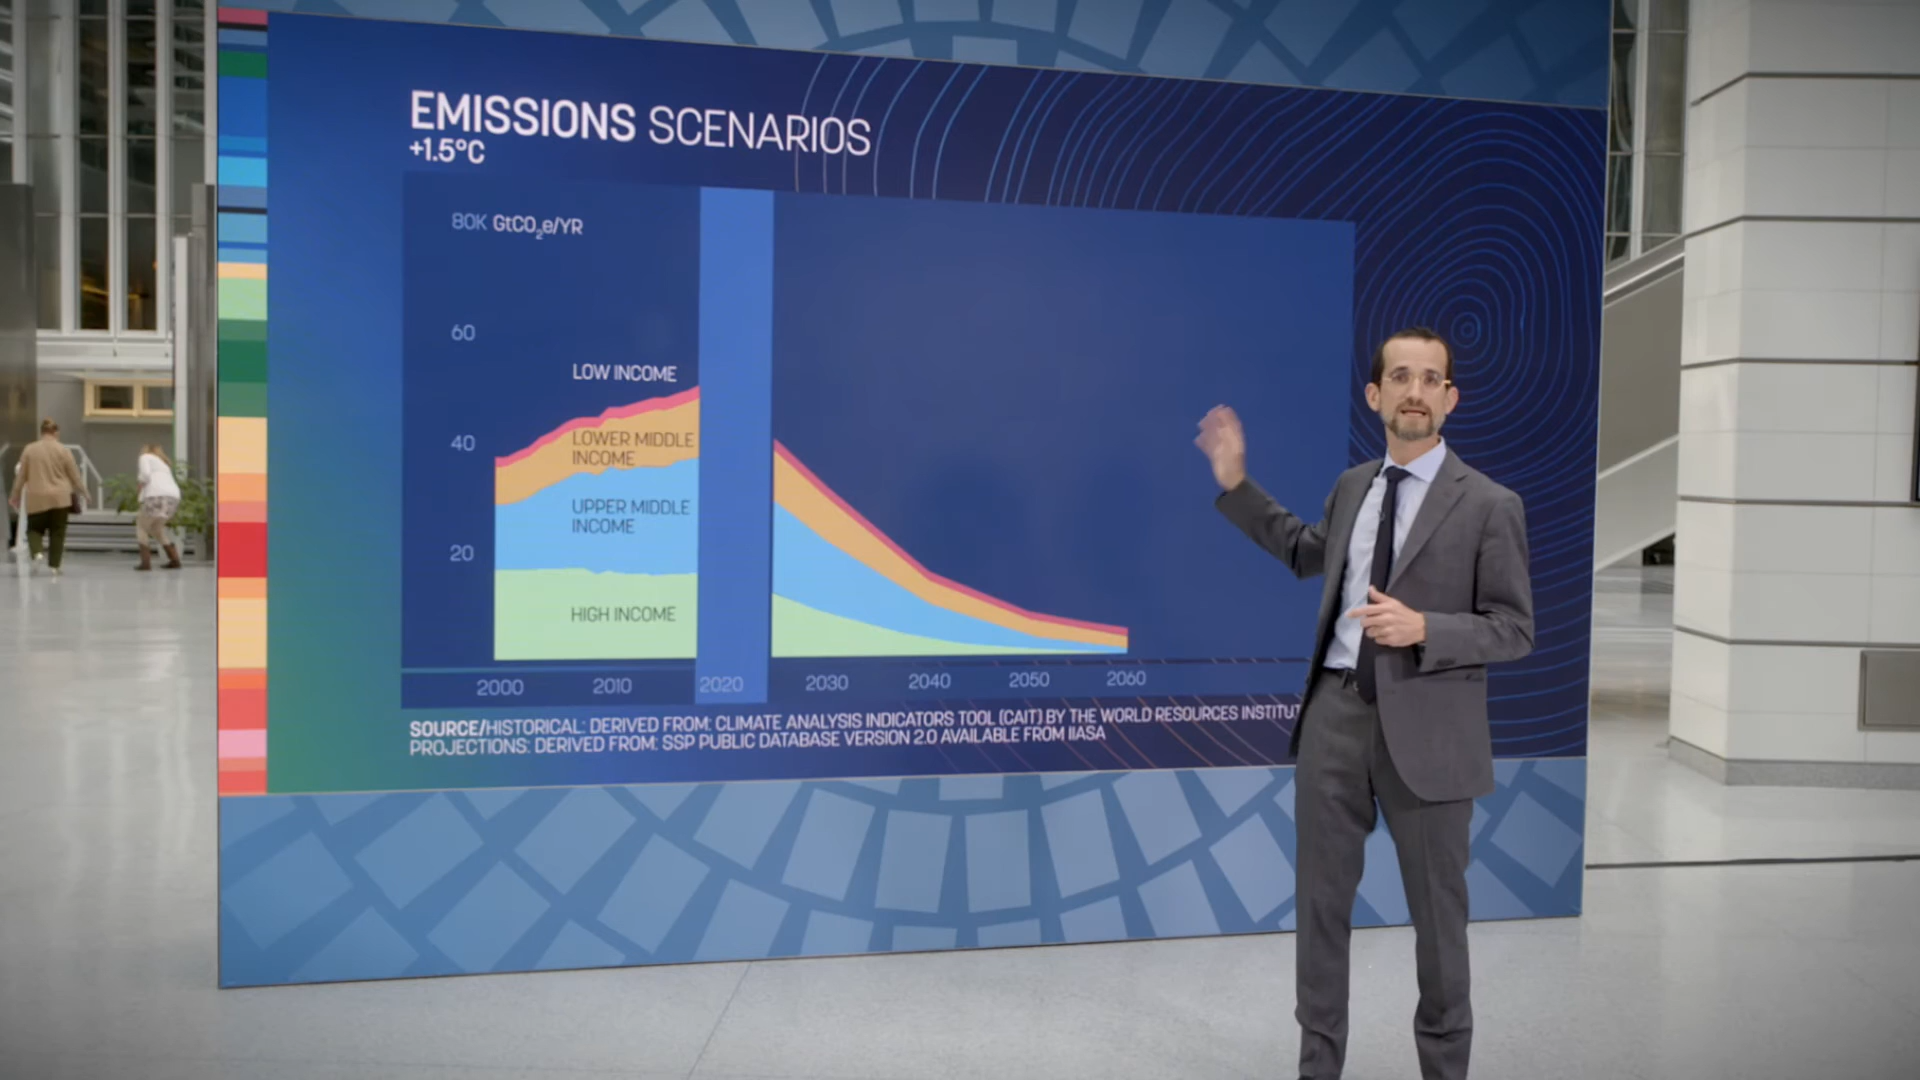 EMISSIONS SCENARIOS
+1.5°C
80K GtCO₂e/YR
60
LOW INCOME
40
LOWER MIDDLE
INCOME
UPPER MIDDLE
INCOME
20
HIGH INCOME
2000 2010 2020 2030 2040 2050 2060
SOURCE/HISTORICAL: DERIVED FROM: CLIMATE ANALYSIS INDICATORS TOOL (CAIT) BY THE WORLD RESOURCES INSTITUT
PROJECTIONS: DERIVED FROM: SSP PUBLIC DATABASE VERSION 2.0 AVAILABLE FROM IIASA